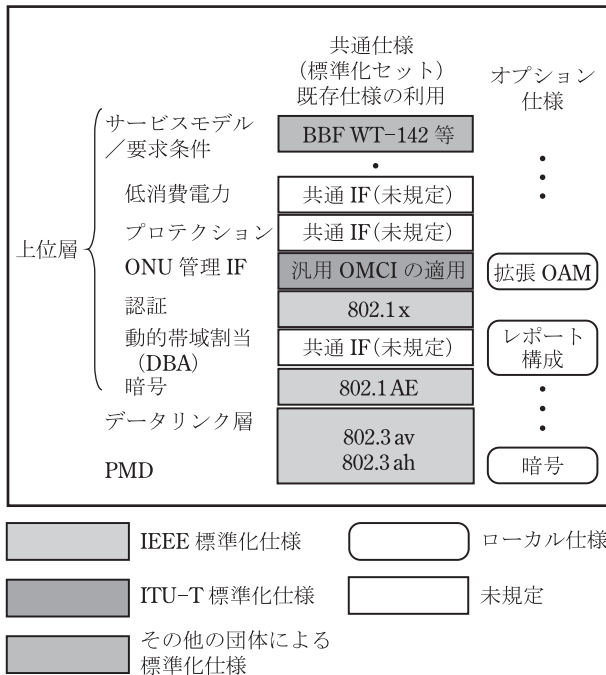 共通仕様
(標準化セット)
既存仕様の利用
オプション
仕様
サービスモデル
／要求条件
BBF WT-142 等
低消費電力
共通 IF(未規定)
プロテクション
共通 IF(未規定)
上位層
ONU 管理 IF
汎用 OMCI の適用
拡張 OAM
認証
802.1x
動的帯域割当
(DBA)
共通 IF(未規定)
レポート
構成
暗号
802.1AE
データリンク層
802.3av
802.3ah
PMD
暗号
IEEE 標準化仕様
ローカル仕様
ITU-T 標準化仕様
未規定
その他の団体による
標準化仕様